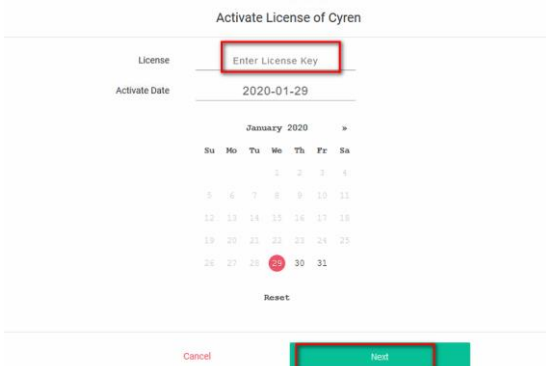 Activate License of Cyren
License Enter License Key
Activate Date 2020-01-29
January 2020 »
Su Mo Tu We Th Fr Sa
1 2 3 4
5 6 7 8 9 10 11
12 13 14 15 16 17 18
19 20 21 22 23 24 25
26 27 28 29 30 31
Reset
Cancel Next